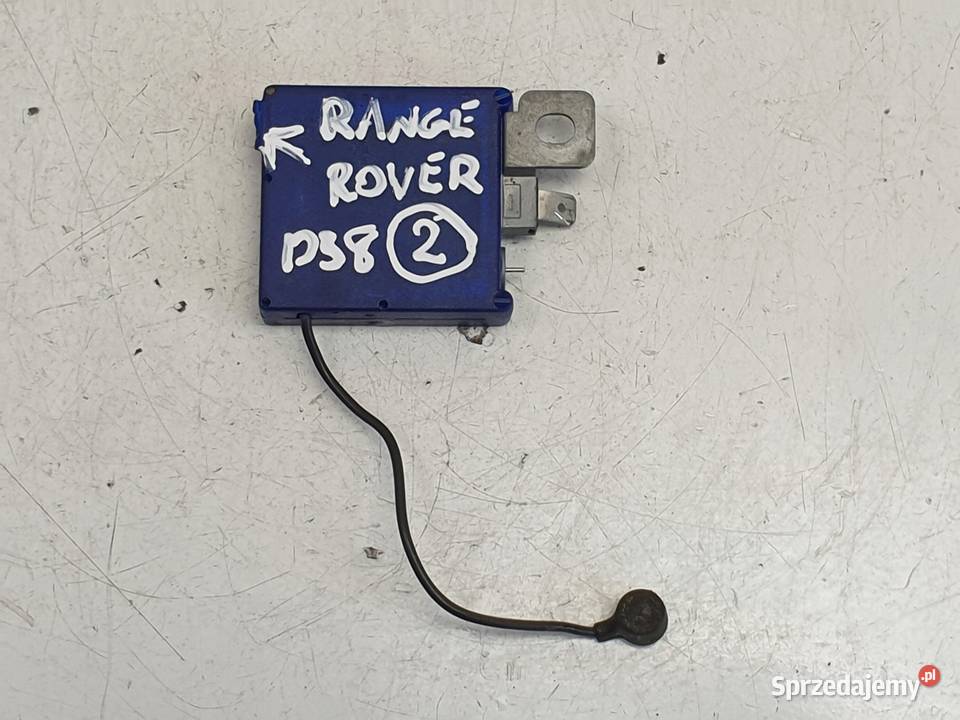 RANGE
ROVER
P38 2
Sprzedajemy.pl